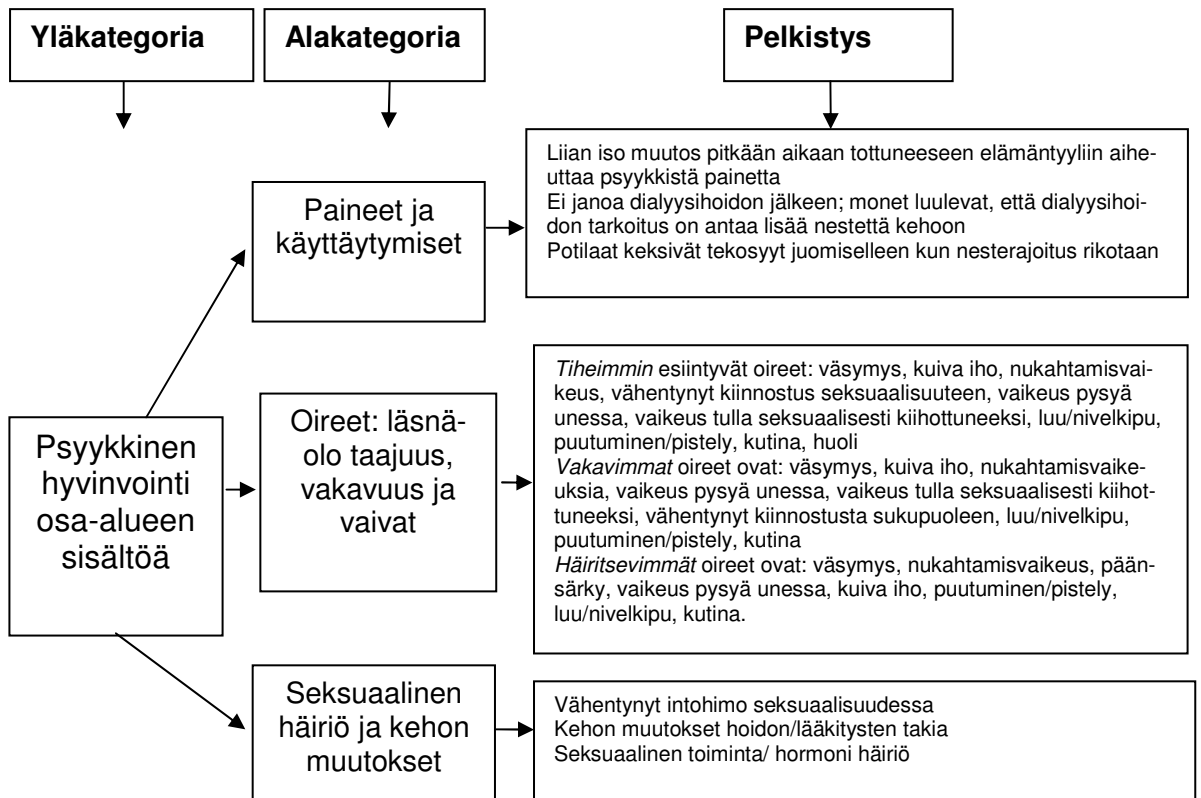 Yläkategoria
Alakategoria
Pelkistys
Paineet ja
käyttäytymiset
Liian iso muutos pitkään aikaan tottuneeseen elämäntyyliin aihe-
uttaa psyykkistä painetta
Ei janoa dialyysihoidon jälkeen; monet luulevat, että dialyysihoi-
don tarkoitus on antaa lisää nestettä kehoon
Potilaat keksivät tekosyyt juomiselleen kun nesterajoitus rikotaan
Psyykkinen
hyvinvointi
osa-alueen
sisältöä
Oireet: läsnä-
olo taajuus,
vakavuus ja
vaivat
Tiheimmin esiintyvät oireet: väsymys, kuiva iho, nukahtamisvai-
keus, vähentynyt kiinnostus seksuaalisuuteen, vaikeus pysyä
unessa, vaikeus tulla seksuaalisesti kiihottuneeksi, luu/nivelkipu,
puutuminen/pistely, kutina, huoli
Vakavimmat oireet ovat: väsymys, kuiva iho, nukahtamisvaike-
uksia, vaikeus pysyä unessa, vaikeus tulla seksuaalisesti kiihot-
tuneeksi, vähentynyt kiinnostusta sukupuoleen, luu/nivelkipu,
puutuminen/pistely, kutina
Häiritsevimmät oireet ovat: väsymys, nukahtamisvaikeus, pään-
särky, vaikeus pysyä unessa, kuiva iho, puutuminen/pistely,
luu/nivelkipu, kutina.
Seksuaalinen
häiriö ja kehon
muutokset
Vähentynyt intohimo seksuaalisuudessa
Kehon muutokset hoidon/lääkitysten takia
Seksuaalinen toiminta/ hormoni häiriö